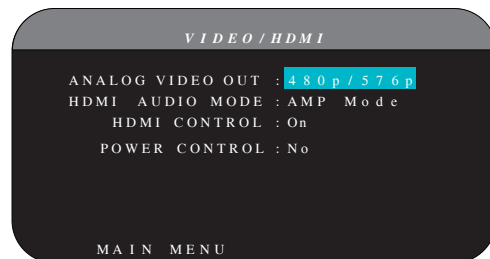 VIDEO/HDMI
ANALOG VIDEO OUT : 480p/576p
HDMI AUDIO MODE : AMP Mode
HDMI CONTROL : On
POWER CONTROL : No
MAIN MENU